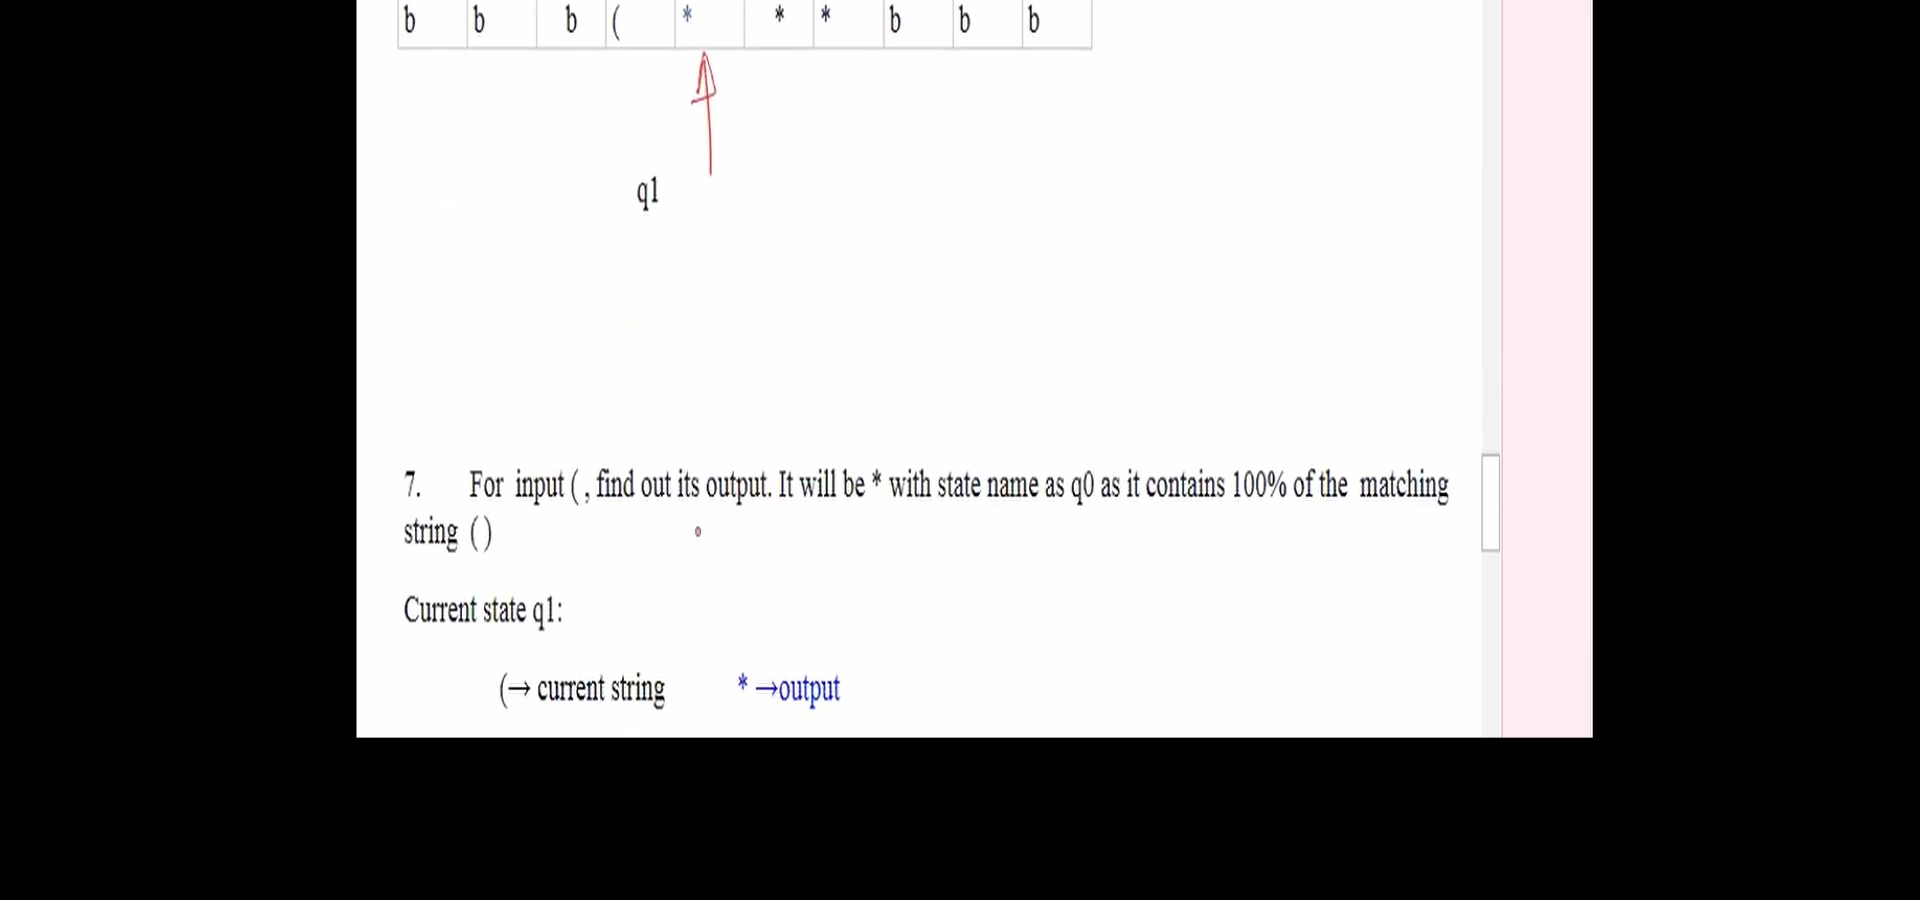 b b b ( * * * b b b
q1
7. For input ( , find out its output. It will be * with state name as q0 as it contains 100% of the matching
string ( )
Current state q1:
(→ current string * →output